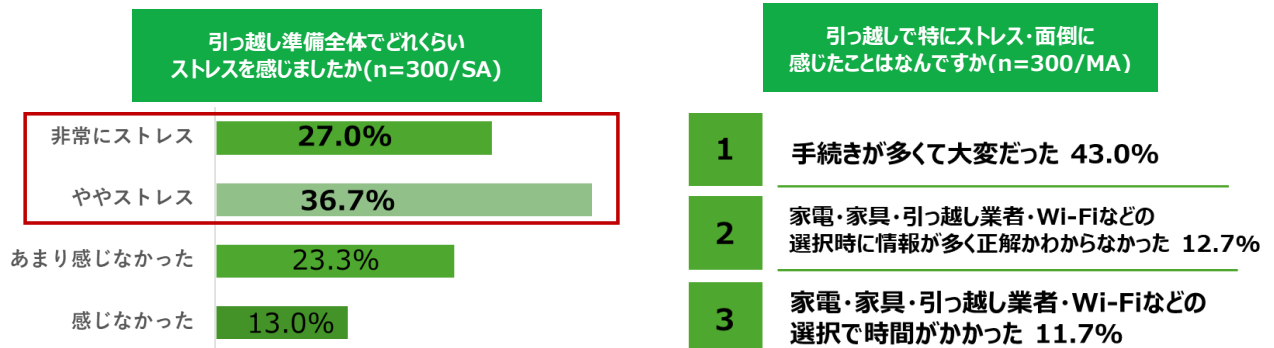 引っ越し準備全体でどれくらい
ストレスを感じましたか(n=300/SA)
非常にストレス 27.0%
ややストレス 36.7%
あまり感じなかった 23.3%
感じなかった 13.0%
引っ越しで特にストレス・面倒に
感じたことはなんですか(n=300/MA)
1 手続きが多くて大変だった 43.0%
2 家電・家具・引っ越し業者・Wi-Fiなどの
選択時に情報が多く正解かわからなかった 12.7%
3 家電・家具・引っ越し業者・Wi-Fiなどの
選択で時間がかかった 11.7%